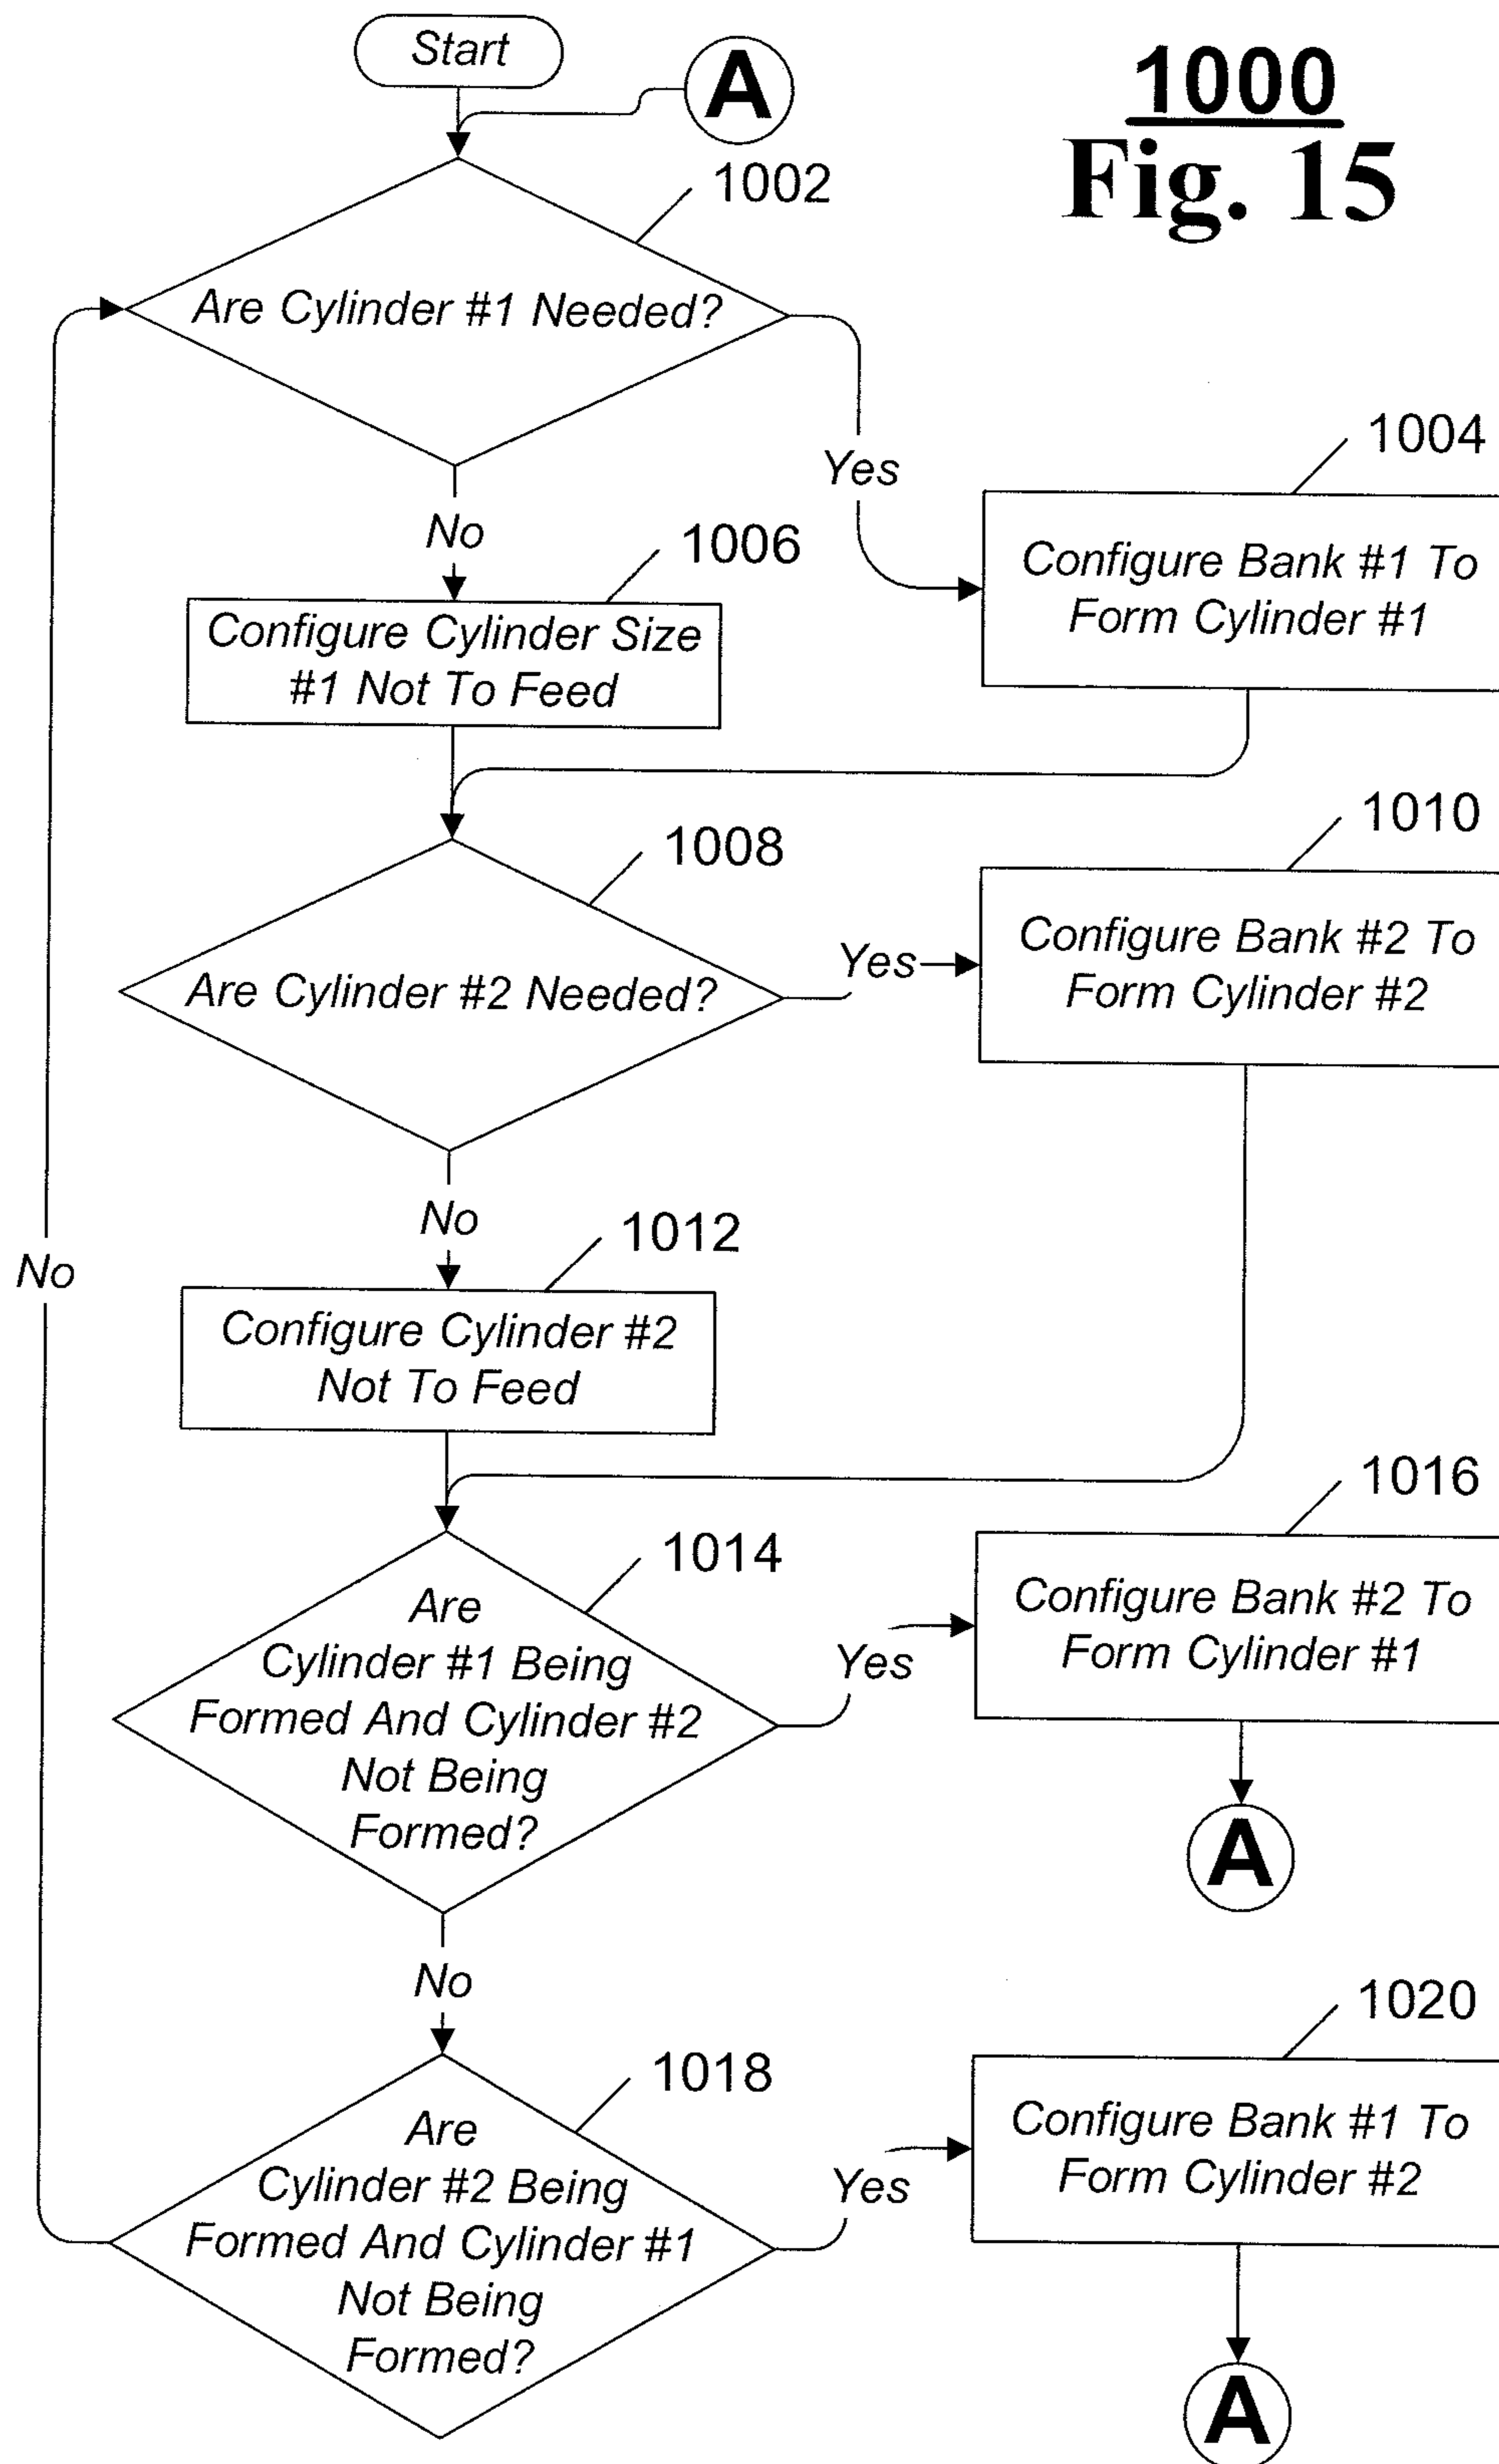 Start
A
1000
Fig. 15
1002
Are Cylinder #1 Needed?
Yes
1004
Configure Bank #1 To
Form Cylinder #1
No
1006
Configure Cylinder Size
#1 Not To Feed
1008
Are Cylinder #2 Needed?
Yes
1010
Configure Bank #2 To
Form Cylinder #2
No
1012
Configure Cylinder #2
Not To Feed
No
1014
Are
Cylinder #1 Being
Formed And Cylinder #2
Not Being
Formed?
Yes
1016
Configure Bank #2 To
Form Cylinder #1
A
No
1018
Are
Cylinder #2 Being
Formed And Cylinder #1
Not Being
Formed?
Yes
1020
Configure Bank #1 To
Form Cylinder #2
A